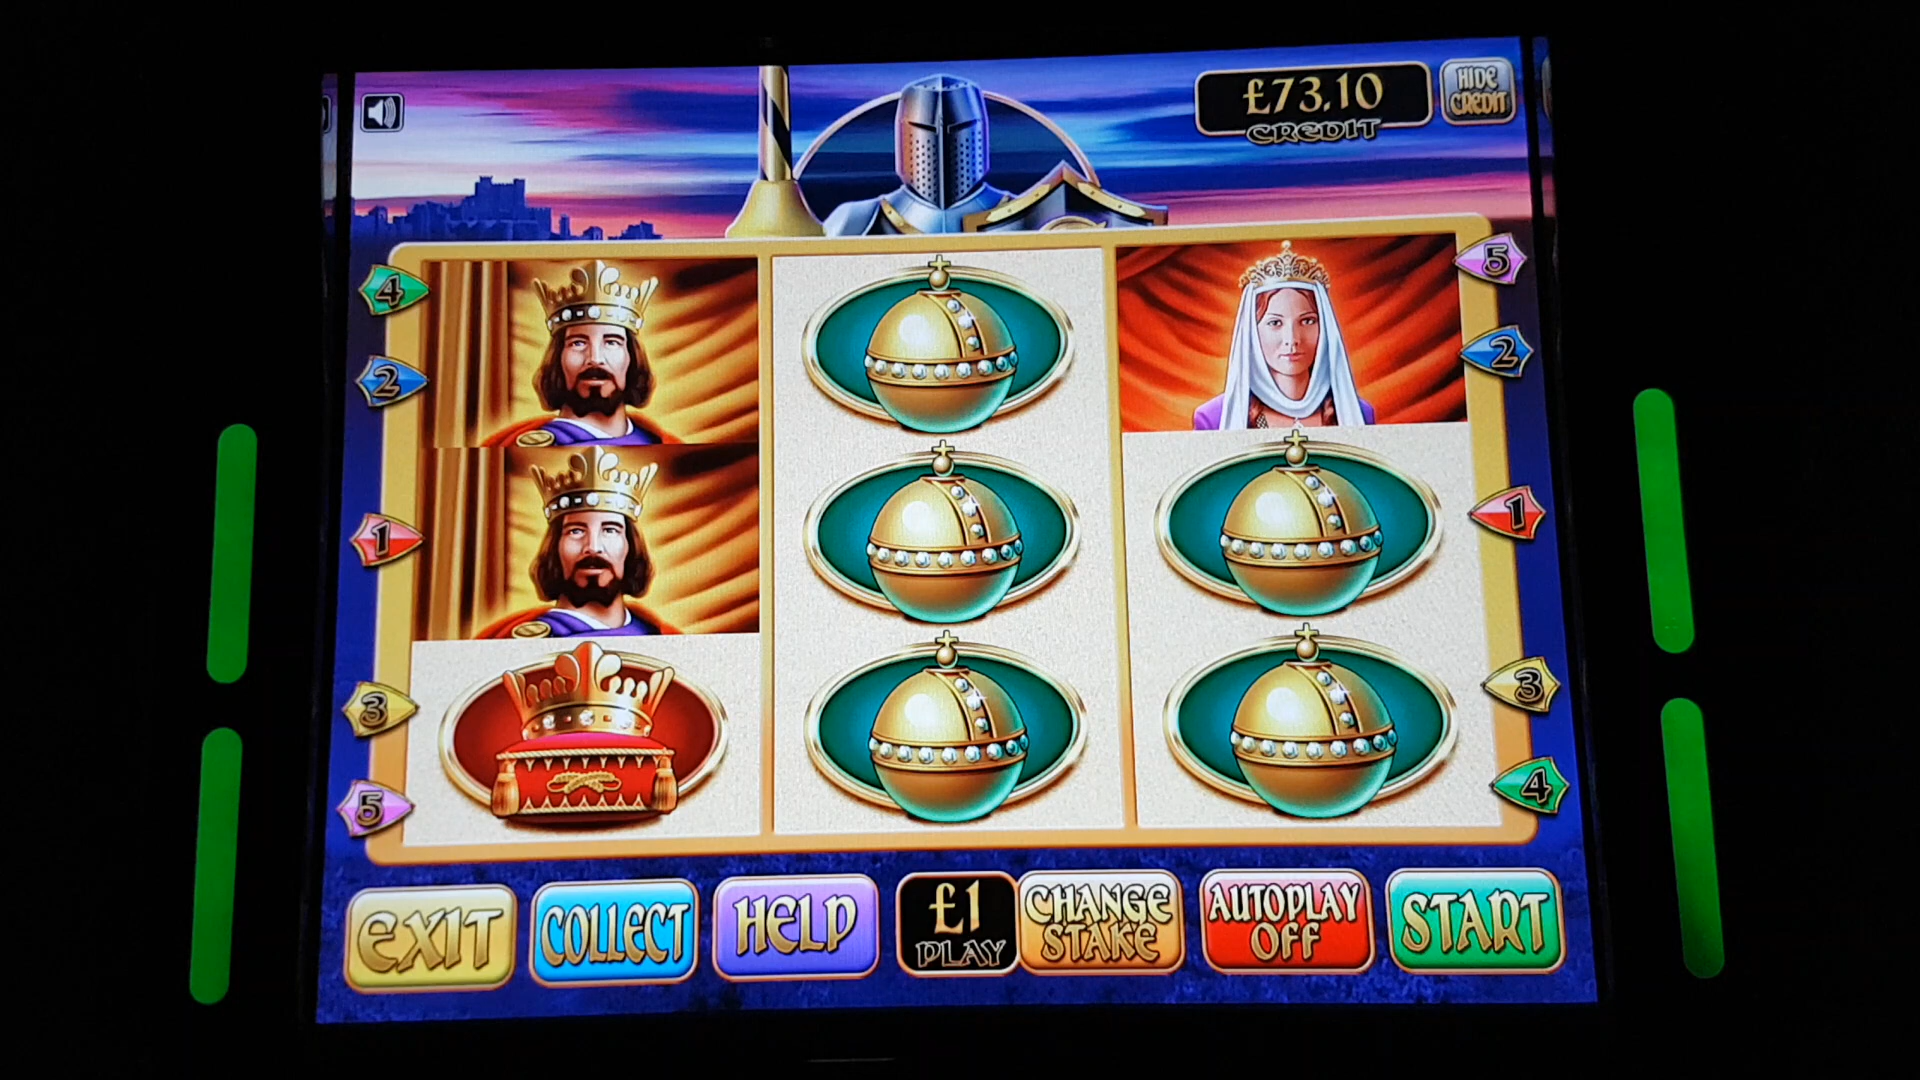 £73.10
CREDIT
HIDE
CREDIT
4
5
2
2
1
1
3
3
5
4
EXIT
COLLECT
HELP
£1
PLAY
CHANGE
STAKE
AUTOPLAY
OFF
START